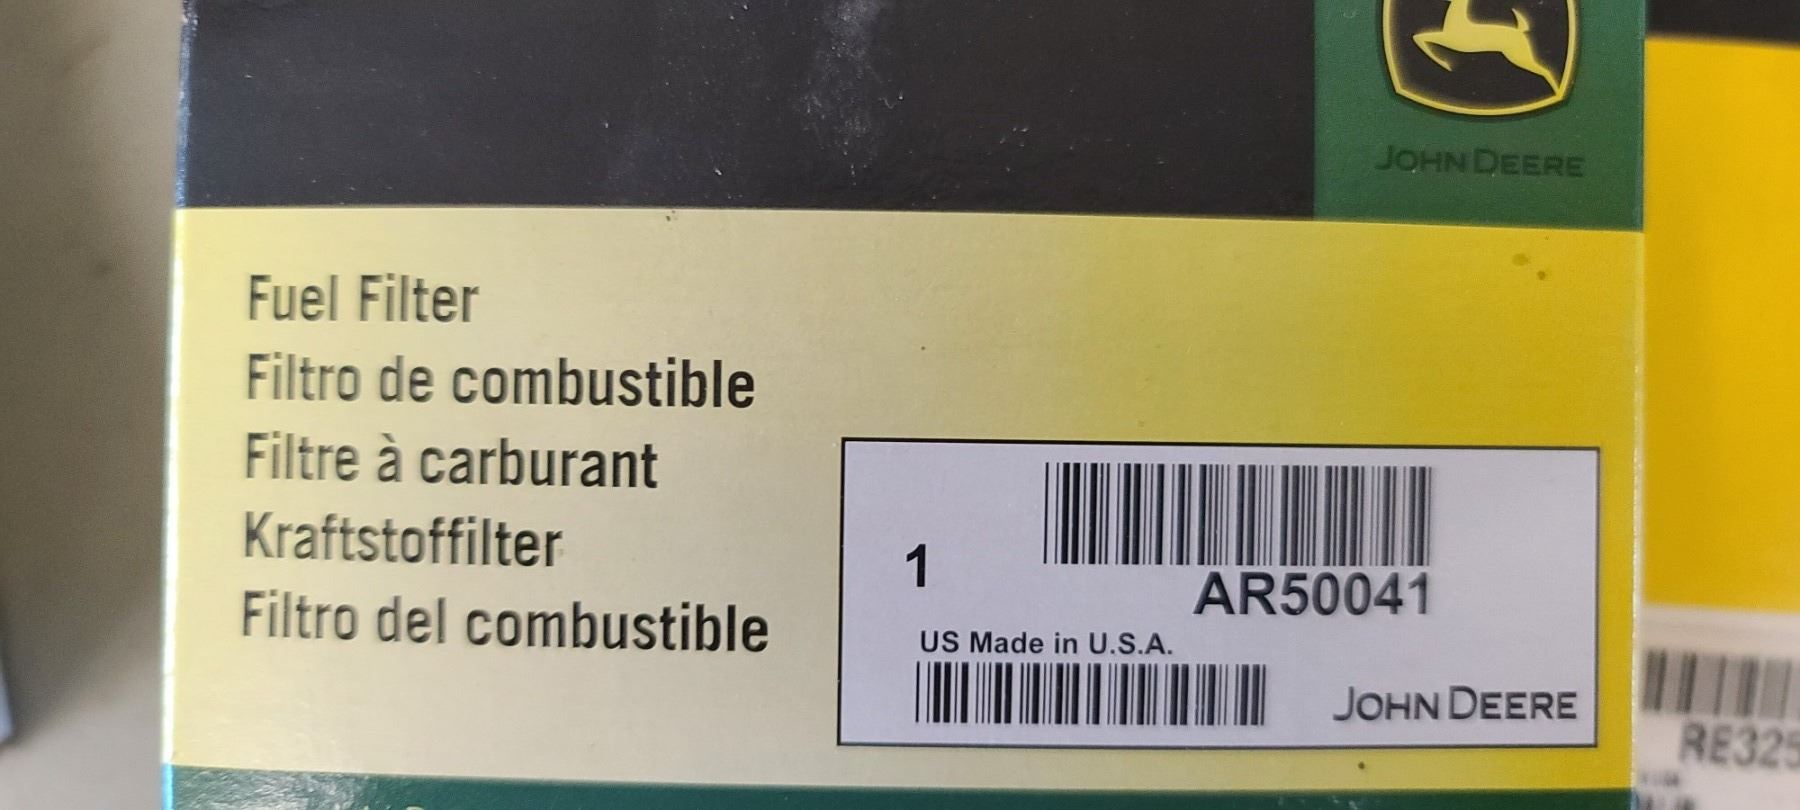 JOHN DEERE
Fuel Filter
Filtro de combustible
Filtre à carburant
Kraftstoffilter
Filtro del combustible
1
AR50041
US Made in U.S.A.
JOHN DEERE
RE325